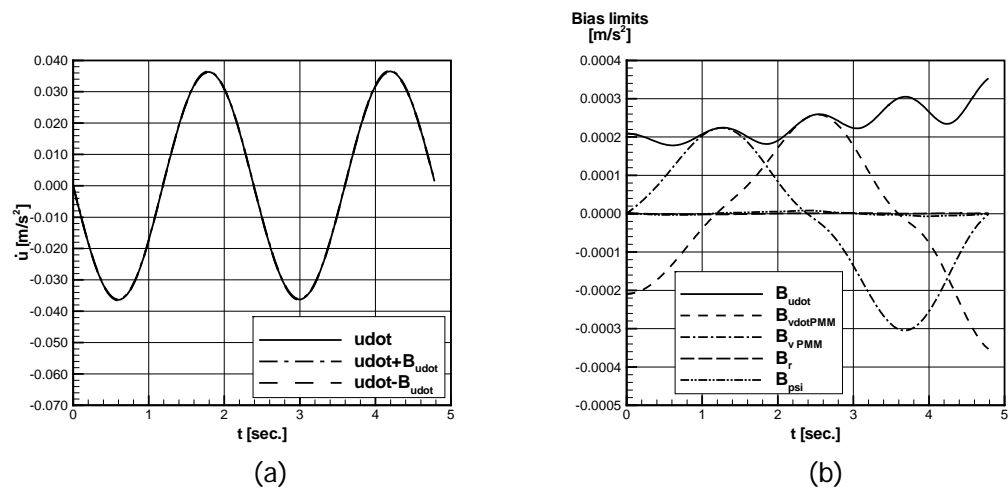 0.040
0.030
0.020
0.010
0.000
-0.010
-0.020
-0.030
-0.040
-0.050
-0.060
-0.070
u̇ [m/s²]
0 1 2 3 4 5
t [sec.]
udot
udot+B_udot
udot-B_udot
(a)
Bias limits
[m/s²]
0.0004
0.0003
0.0002
0.0001
0.0000
-0.0001
-0.0002
-0.0003
-0.0004
-0.0005
0 1 2 3 4 5
t [sec.]
B_udot
B_vdotPMM
B_v PMM
B_r
B_psi
(b)